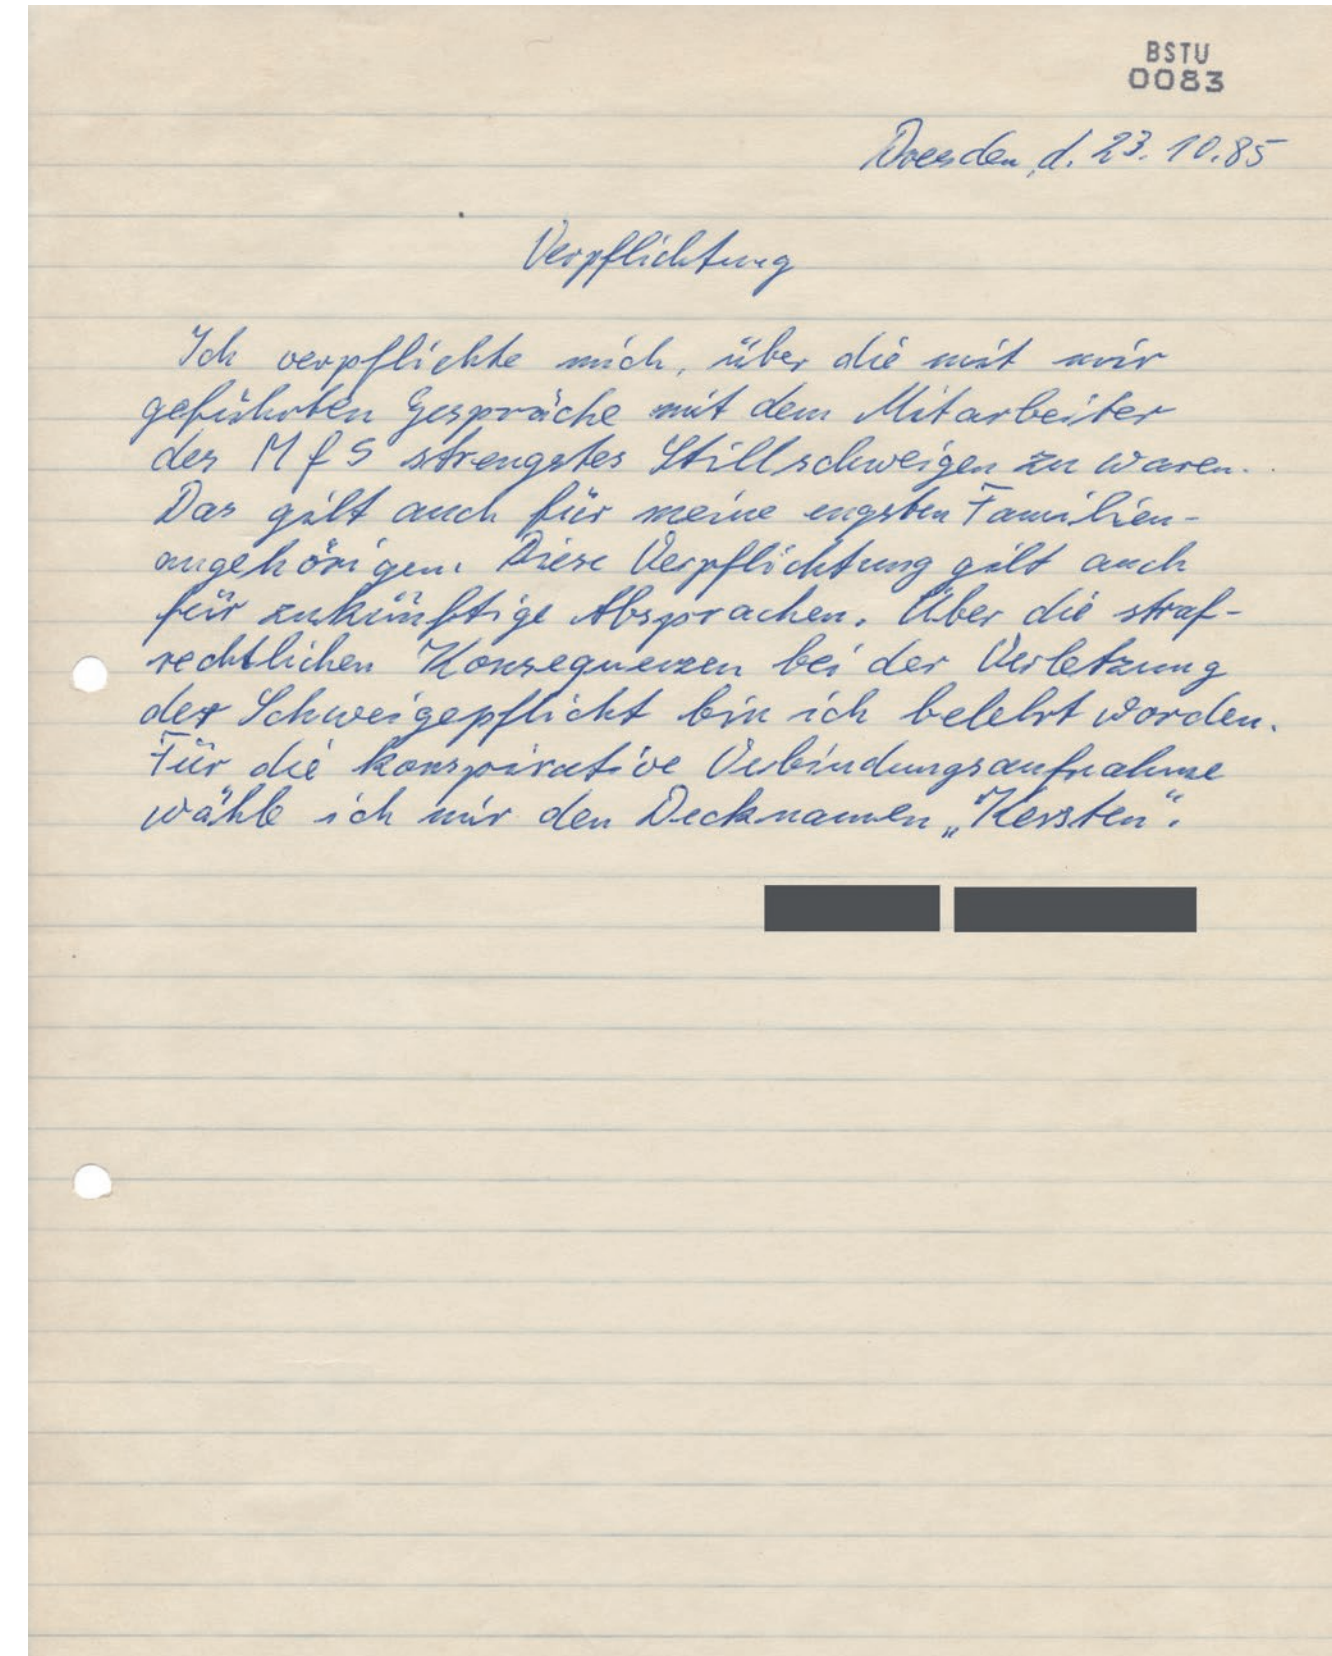 BSTU
0083
Dresden, d. 23. 10. 85
Verpflichtung
Ich verpflichte mich, über die mit mir
geführten Gespräche mit dem Mitarbeiter
des MfS strengstes Stillschweigen zu waren.
Das gilt auch für meine engsten Familien-
angehörigen. Diese Verpflichtung gilt auch
für zukünftige Absprachen. Über die straf-
rechtlichen Konsequenzen bei der Verletzung
der Schweigepflicht bin ich belehrt worden.
Für die konspirative Verbindungsaufnahme
wähle ich mir den Decknamen „Kersten“.